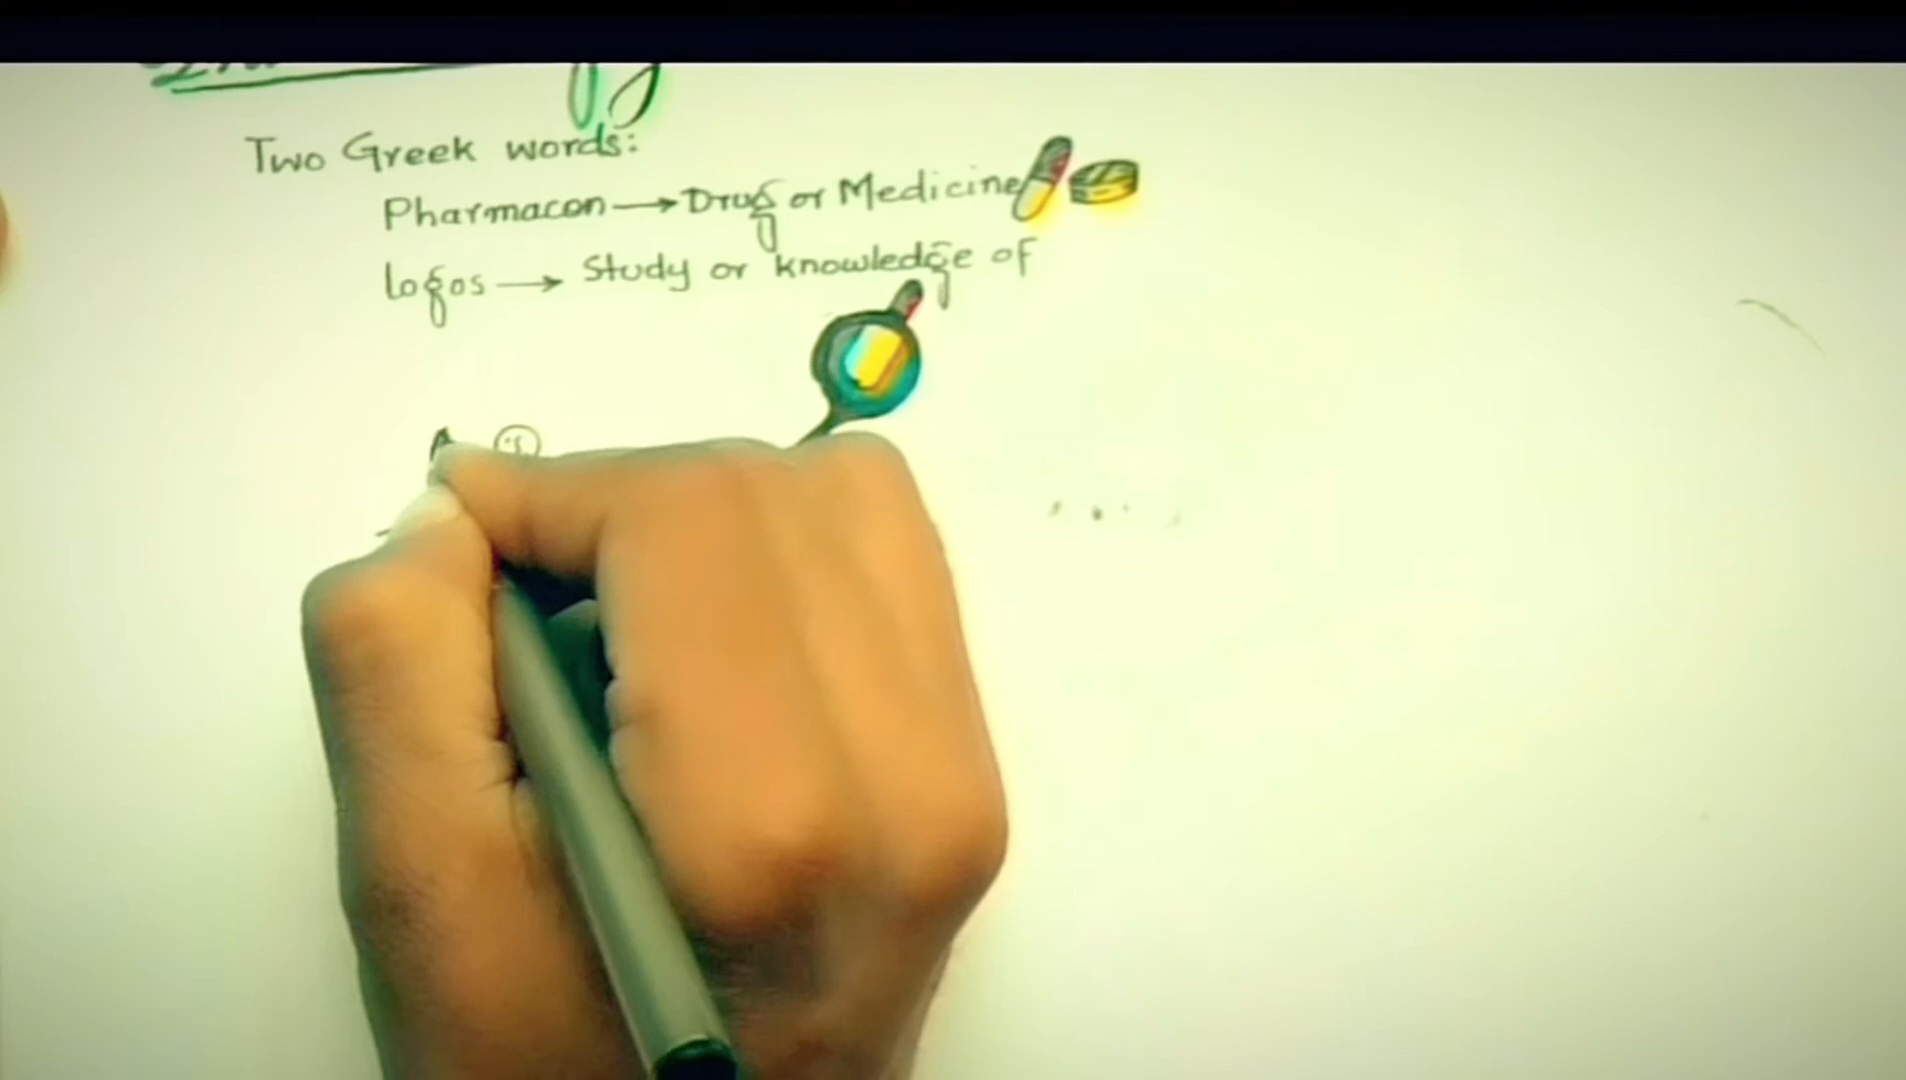 Two Greek words:
Pharmacon → Drug or Medicine
logos → Study or knowledge of